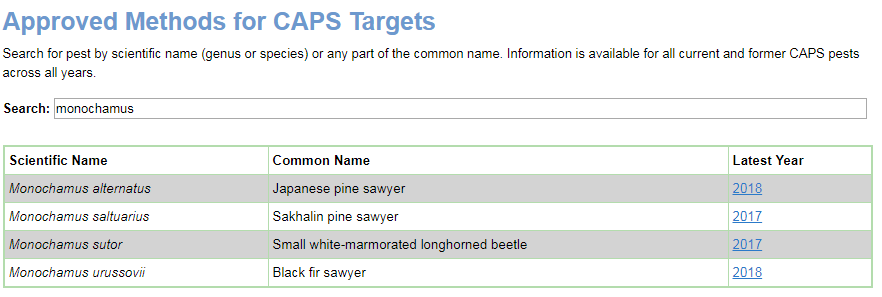 Approved Methods for CAPS Targets
Search for pest by scientific name (genus or species) or any part of the common name. Information is available for all current and former CAPS pests
across all years.
Search: monochamus
Scientific Name Common Name Latest Year
Monochamus alternatus Japanese pine sawyer 2018
Monochamus saltuarius Sakhalin pine sawyer 2017
Monochamus sutor Small white-marmorated longhorned beetle 2017
Monochamus urussovii Black fir sawyer 2018